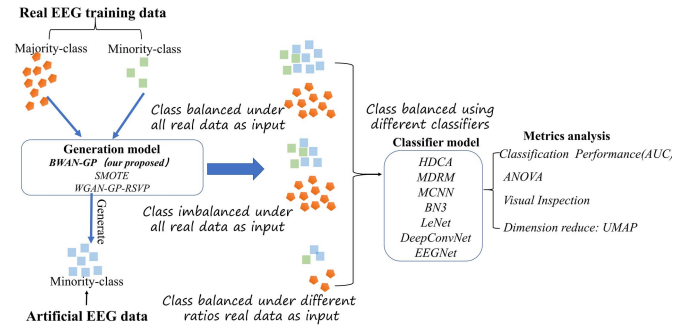 Real EEG training data
Majority-class
Minority-class
Class balanced under
all real data as input
Generation model
BWAN-GP (our proposed)
SMOTE
WGAN-GP-RSVP
Class imbalanced under
all real data as input
Generate
Minority-class
Artificial EEG data
Class balanced under different
ratios real data as input
Class balanced using
different classifiers
Classifier model
HDCA
MDRM
MCNN
BN3
LeNet
DeepConvNet
EEGNet
Metrics analysis
Classification Performance(AUC,
ANOVA
Visual Inspection
Dimension reduce: UMAP